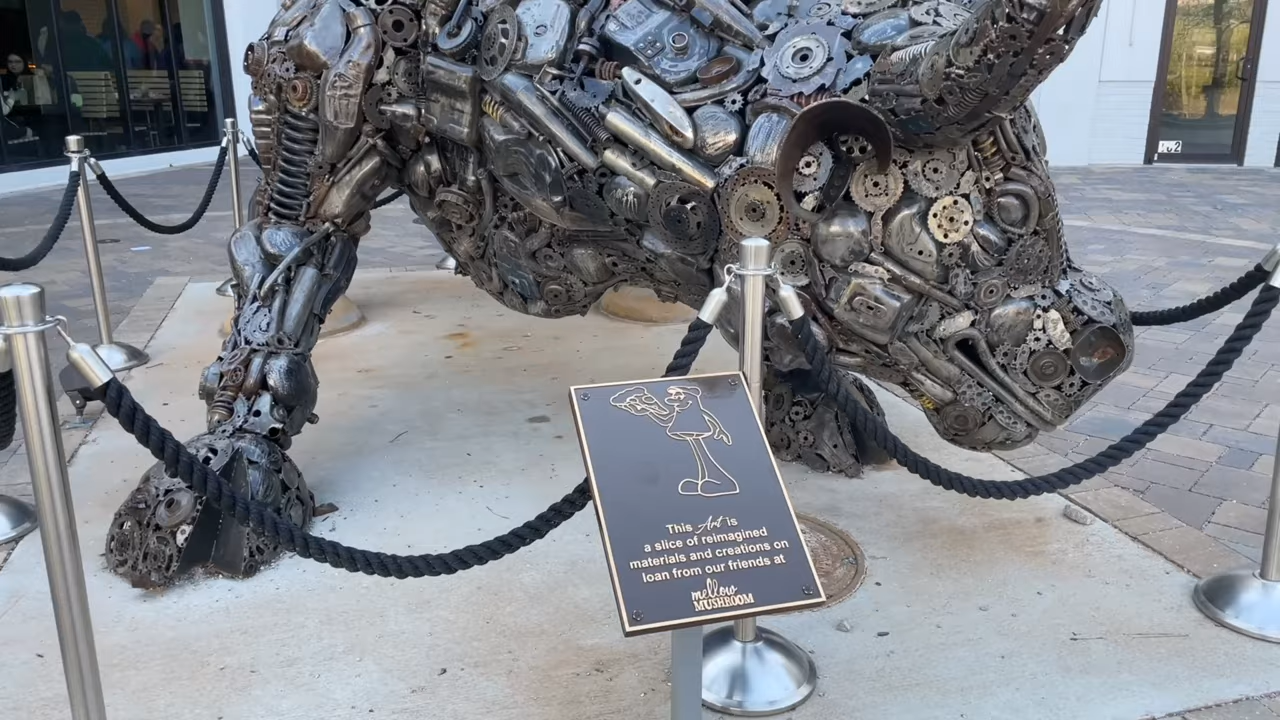 This Art is
a slice of reimagined
materials and creations on
loan from our friends at
mellow
MUSHROOM